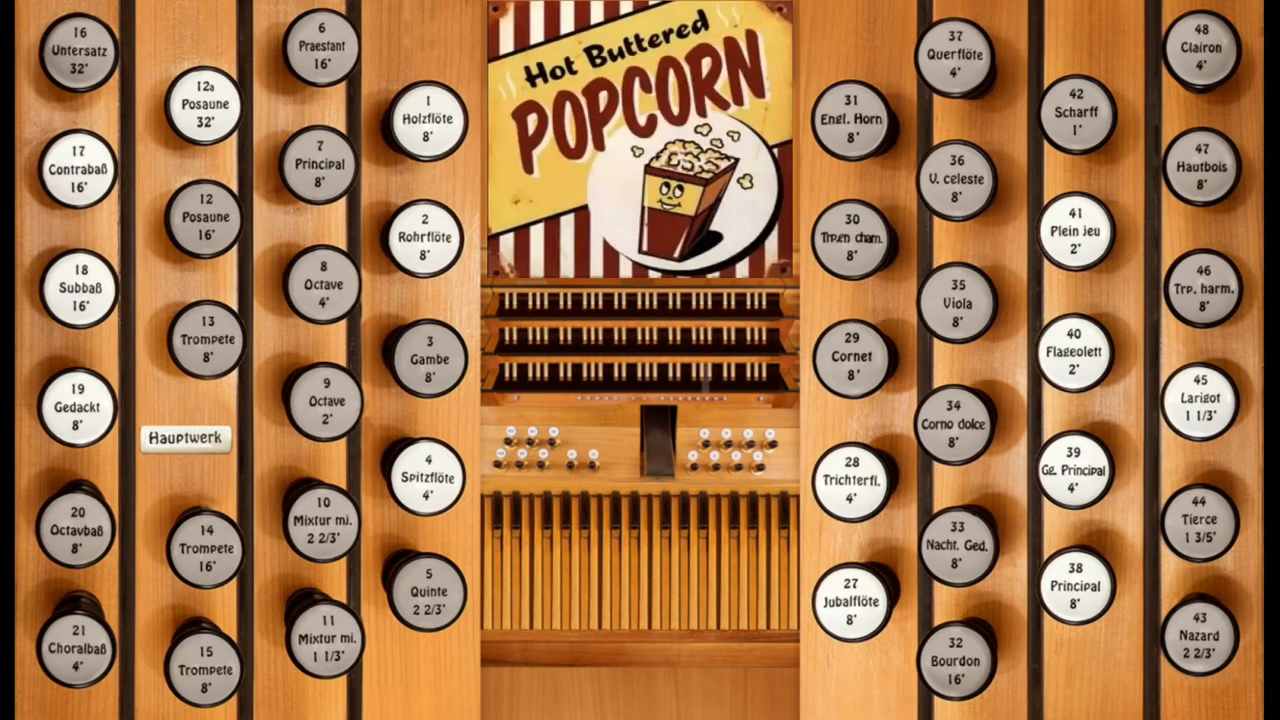 16
Untersatz
32'
17
Contrabaß
16'
18
Subbaß
16'
19
Gedackt
8'
20
Octavbaß
8'
21
Choralbaß
4'
12a
Posaune
32'
12
Posaune
16'
13
Trompete
8'
Hauptwerk
14
Trompete
16'
15
Trompete
8'
6
Praestant
16'
7
Principal
8'
8
Octave
4'
9
Octave
2'
10
Mixtur mj.
2 2/3'
11
Mixtur mi.
1 1/3'
1
Holzflöte
8'
2
Rohrflöte
8'
3
Gambe
8'
4
Spitzflöte
4'
5
Quinte
2 2/3'
Hot Buttered
POPCORN
31
Engl. Horn
8'
30
Trp.en cham.
8'
29
Cornet
8'
28
Trichterfl.
4'
27
Jubalflöte
8'
37
Querflöte
4'
36
V. celeste
8'
35
Viola
8'
34
Corno dolce
8'
33
Nacht. Ged.
8'
32
Bourdon
16'
42
Scharff
1'
41
Plein jeu
2'
40
Flageolett
2'
39
Gg. Principal
4'
38
Principal
8'
48
Clairon
4'
47
Hautbois
8'
46
Trp. harm.
8'
45
Larigot
1 1/3'
44
Tierce
1 3/5'
43
Nazard
2 2/3'